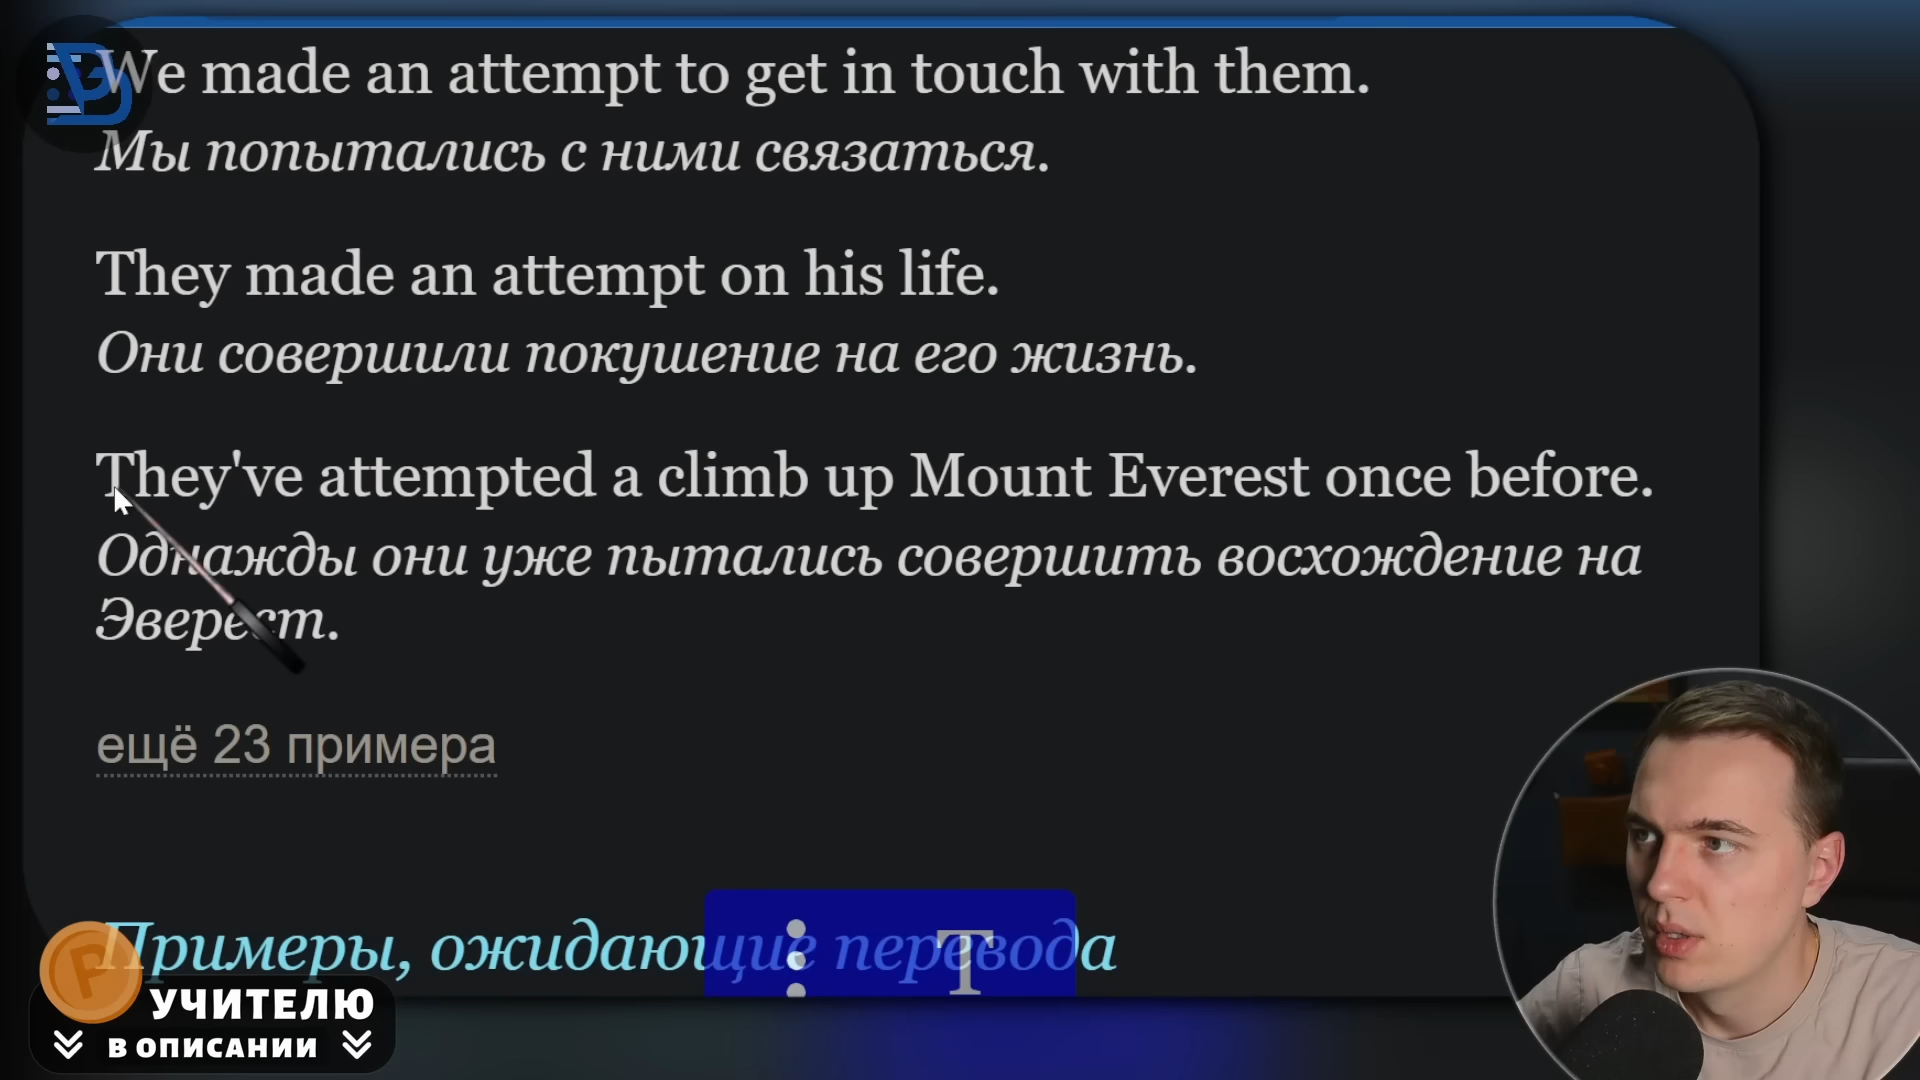 We made an attempt to get in touch with them.
Мы попытались с ними связаться.
They made an attempt on his life.
Они совершили покушение на его жизнь.
They've attempted a climb up Mount Everest once before.
Однажды они уже пытались совершить восхождение на
Эверест.
ещё 23 примера
Примеры, ожидающие перевода
T
УЧИТЕЛЮ
В ОПИСАНИИ